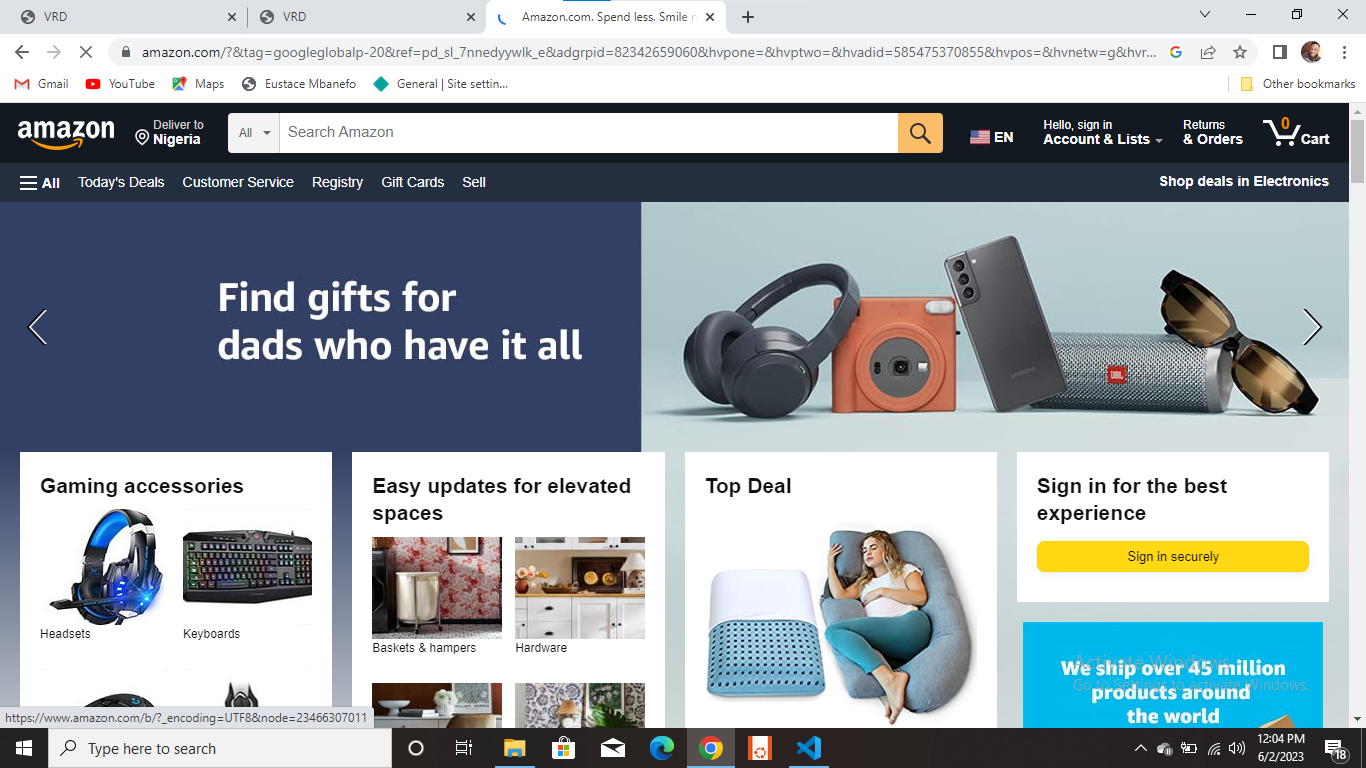 VRD
VRD
Amazon.com. Spend less. Smile m
amazon.com/?&tag=googleglobalp-20&ref=pd_sl_7nnedyywlk_e&adgrpid=82342659060&hvpone=&hvptwo=&hvadid=585475370855&hvpos=&hvnetw=g&hvr...
Gmail
YouTube
Maps
Eustace Mbanefo
General | Site settin...
Other bookmarks
amazon
Deliver to
Nigeria
All
Search Amazon
EN
Hello, sign in
Account & Lists
Returns
& Orders
0
Cart
All
Today's Deals
Customer Service
Registry
Gift Cards
Sell
Shop deals in Electronics
Find gifts for
dads who have it all
SAMSUNG
JBL
Gaming accessories
Headsets
Keyboards
Easy updates for elevated
spaces
Baskets & hampers
Hardware
Top Deal
Sign in for the best
experience
Sign in securely
We ship over 45 million
products around
the world
Activate Windows
Go to Settings to activate Windows.
https://www.amazon.com/b/?_encoding=UTF8&node=23466307011
Type here to search
12:04 PM
6/2/2023
18